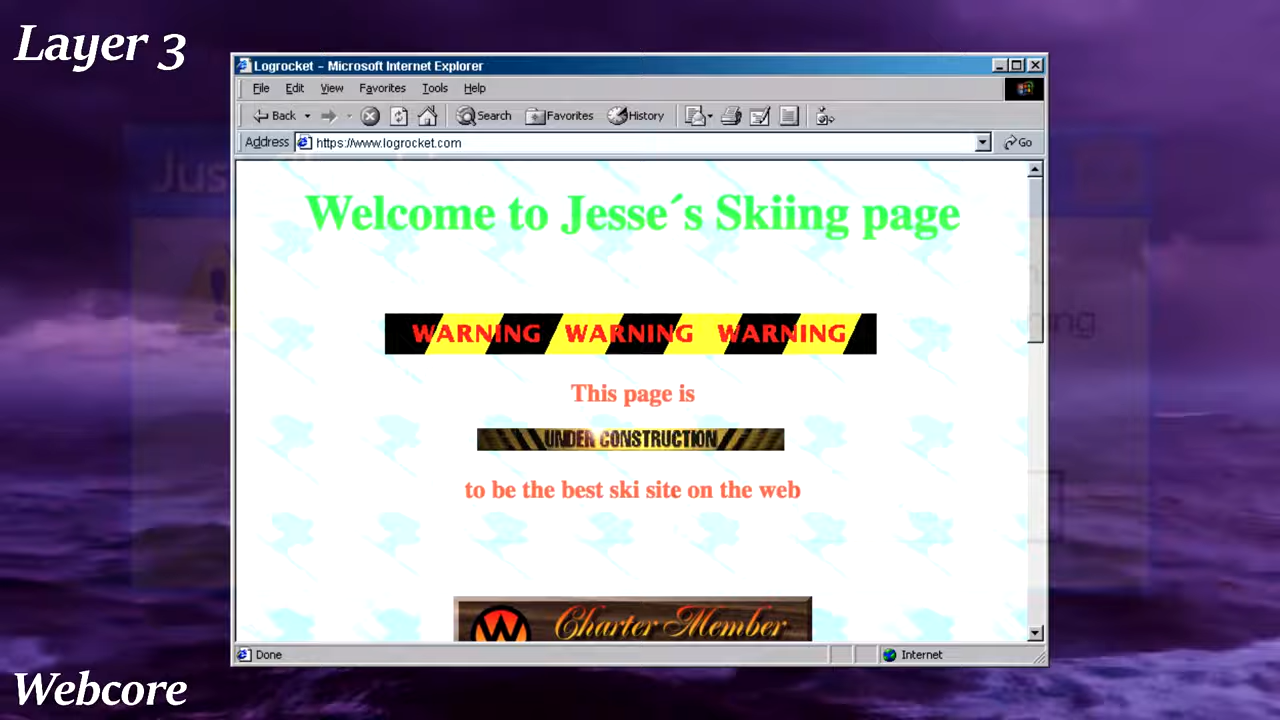 Layer 3
Logrocket – Microsoft Internet Explorer
File Edit View Favorites Tools Help
Back Search Favorites History
Address https://www.logrocket.com Go
Jus
Welcome to Jesse´s Skiing page
WARNING WARNING WARNING
ng
This page is
UNDER CONSTRUCTION
to be the best ski site on the web
W Charter Member
Done Internet
Webcore